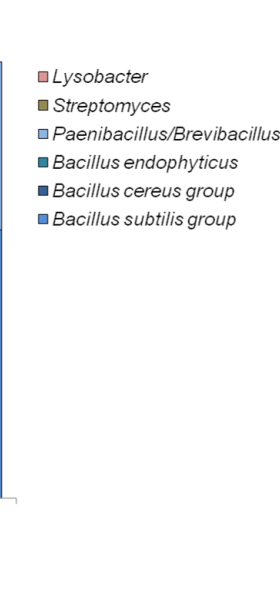 Lysobacter
Streptomyces
Paenibacillus/Brevibacillus
Bacillus endophyticus
Bacillus cereus group
Bacillus subtilis group